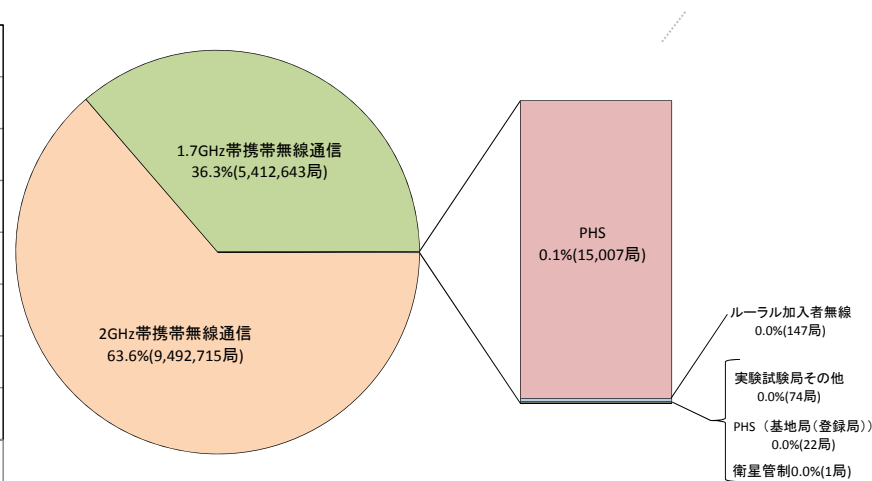 1.7GHz帯携帯無線通信
36.3%(5,412,643局)
2GHz帯携帯無線通信
63.6%(9,492,715局)
PHS
0.1%(15,007局)
ルーラル加入者無線
0.0%(147局)
実験試験局その他
0.0%(74局)
PHS（基地局(登録局)）
0.0%(22局)
衛星管制0.0%(1局)